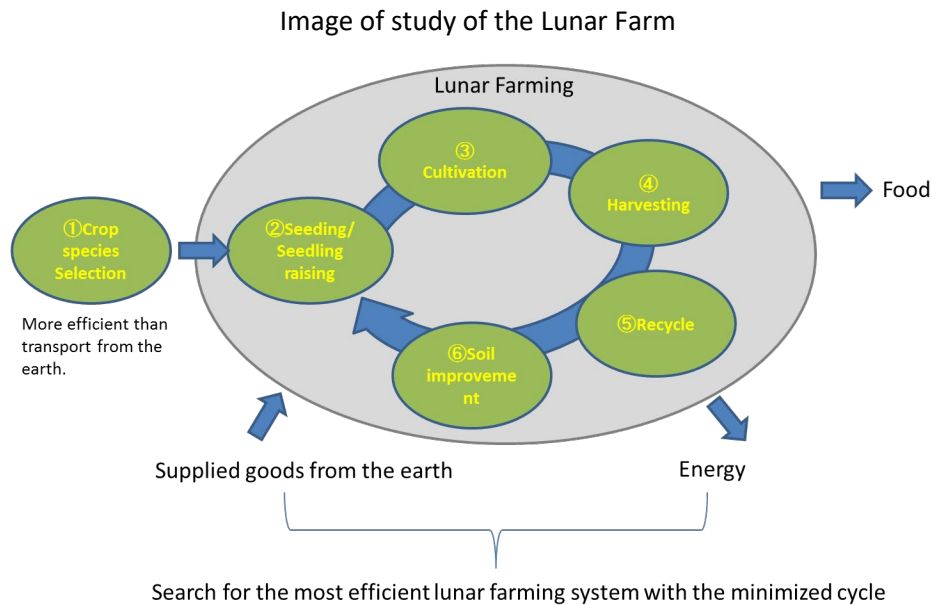 Image of study of the Lunar Farm
Lunar Farming
③
Cultivation
④
Harvesting
Food
①Crop
species
Selection
②Seeding/
Seedling
raising
More efficient than
transport from the
earth.
⑤Recycle
⑥Soil
improveme
nt
Supplied goods from the earth
Energy
Search for the most efficient lunar farming system with the minimized cycle